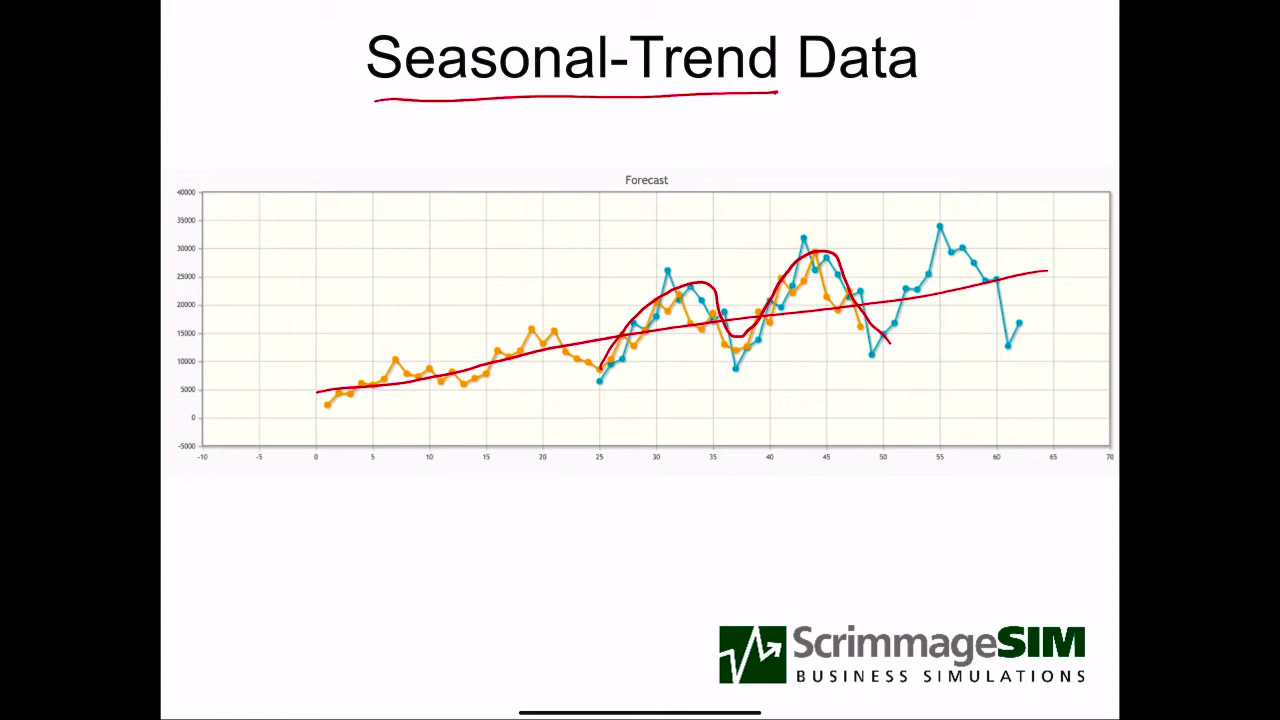 Seasonal-Trend Data
Forecast
40000
35000
30000
25000
20000
15000
10000
5000
0
-5000
-10 -5 0 5 10 15 20 25 30 35 40 45 50 55 60 65 70
ScrimmageSIM
BUSINESS SIMULATIONS